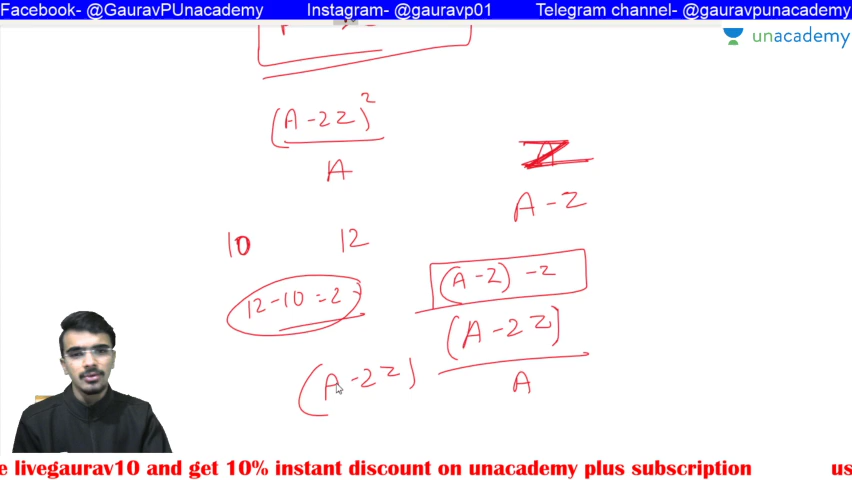 Facebook- @GauravPUnacademy Instagram- @gauravp01 Telegram channel- @gauravpunacademy
unacademy
(A-2Z)²
A
A-Z
10 12
(A-Z) -Z
12-10=2
(A-2Z)
(A-2Z)
A
e livegaurav10 and get 10% instant discount on unacademy plus subscription us